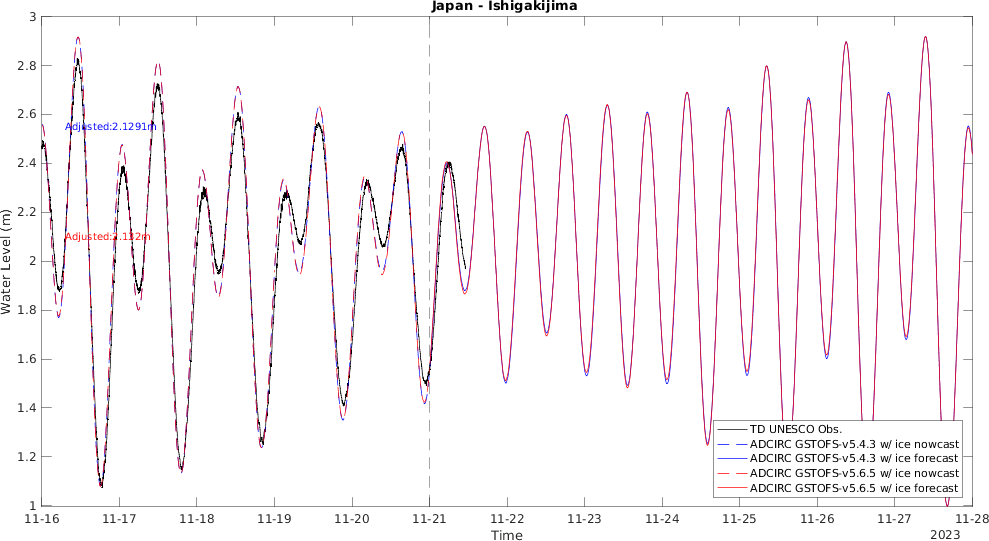 Japan - Ishigakijima
3
2.8
2.6
2.4
2.2
2
1.8
1.6
1.4
1.2
1
Water Level (m)
Adjusted:2.1291m
Adjusted:2.132m
TD UNESCO Obs.
ADCIRC GSTOFS-v5.4.3 w/ ice nowcast
ADCIRC GSTOFS-v5.4.3 w/ ice forecast
ADCIRC GSTOFS-v5.6.5 w/ ice nowcast
ADCIRC GSTOFS-v5.6.5 w/ ice forecast
11-16 11-17 11-18 11-19 11-20 11-21 11-22 11-23 11-24 11-25 11-26 11-27 11-28
Time
2023